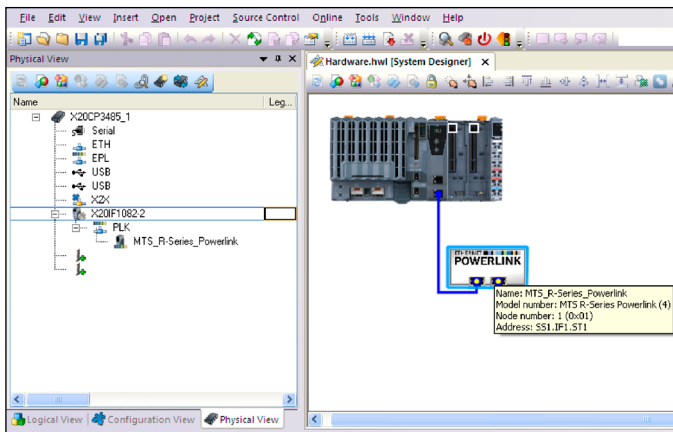 File Edit View Insert Open Project Source Control Online Tools Window Help
Physical View
Hardware.hwl [System Designer]
Name Leg...
X20CP3485_1
Serial
ETH
EPL
USB
USB
X2X
X20IF1082-2
PLK
MTS_R-Series_Powerlink
ETHERNET
POWERLINK
Name: MTS_R-Series_Powerlink
Model number: MTS R-Series Powerlink (4)
Node number: 1 (0x01)
Address: SS1.IF1.ST1
Logical View Configuration View Physical View